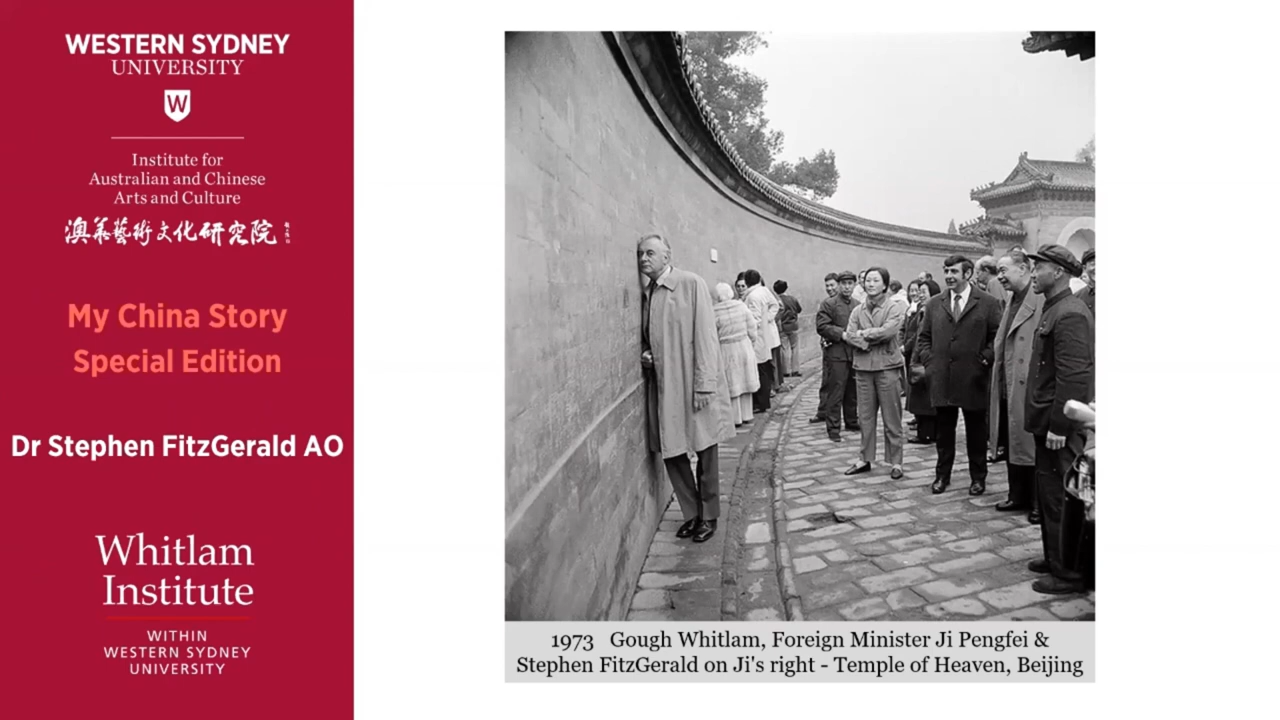 WESTERN SYDNEY
UNIVERSITY
W
Institute for
Australian and Chinese
Arts and Culture
澳华藝術文化研究院
My China Story
Special Edition
Dr Stephen FitzGerald AO
Whitlam
Institute
WITHIN
WESTERN SYDNEY
UNIVERSITY
1973 Gough Whitlam, Foreign Minister Ji Pengfei &
Stephen FitzGerald on Ji's right - Temple of Heaven, Beijing